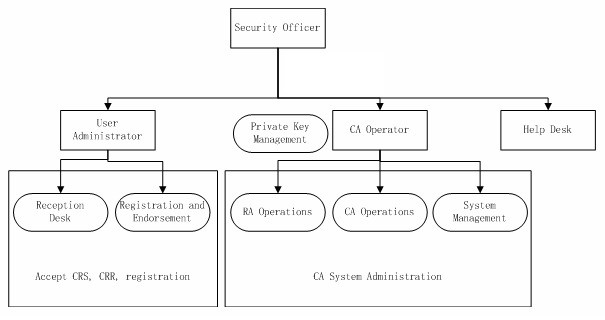 Security Officer
User
Administrator
Private Key
Management
CA Operator
Help Desk
Reception
Desk
Registration and
Endorsement
RA Operations
CA Operations
System
Management
Accept CRS, CRR, registration
CA System Administration